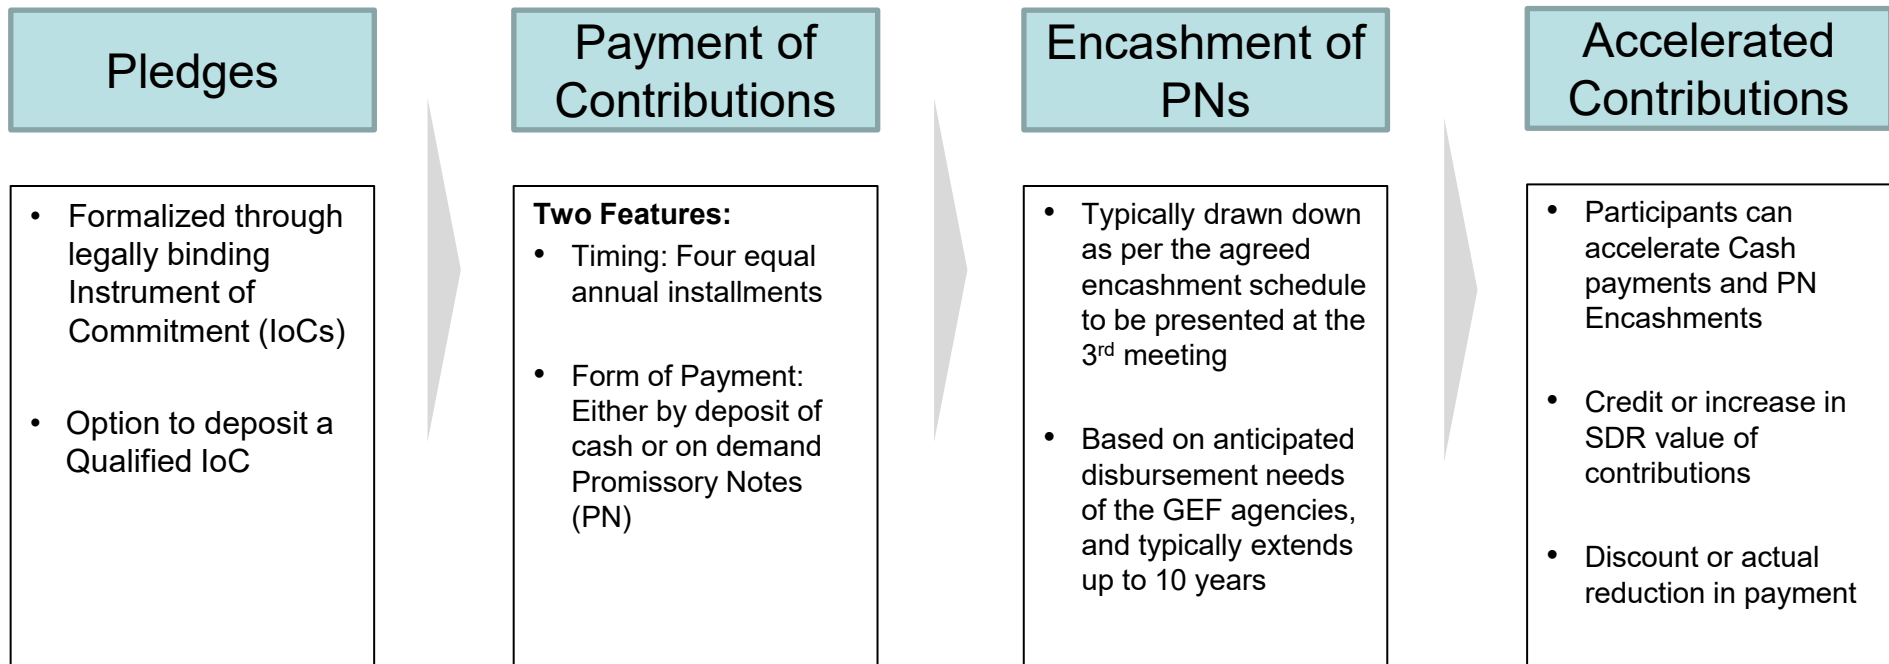 Pledges
• Formalized through
legally binding
Instrument of
Commitment (IoCs)
• Option to deposit a
Qualified IoC
Payment of
Contributions
Two Features:
• Timing: Four equal
annual installments
• Form of Payment:
Either by deposit of
cash or on demand
Promissory Notes
(PN)
Encashment of
PNs
• Typically drawn down
as per the agreed
encashment schedule
to be presented at the
3rd meeting
• Based on anticipated
disbursement needs
of the GEF agencies,
and typically extends
up to 10 years
Accelerated
Contributions
• Participants can
accelerate Cash
payments and PN
Encashments
• Credit or increase in
SDR value of
contributions
• Discount or actual
reduction in payment